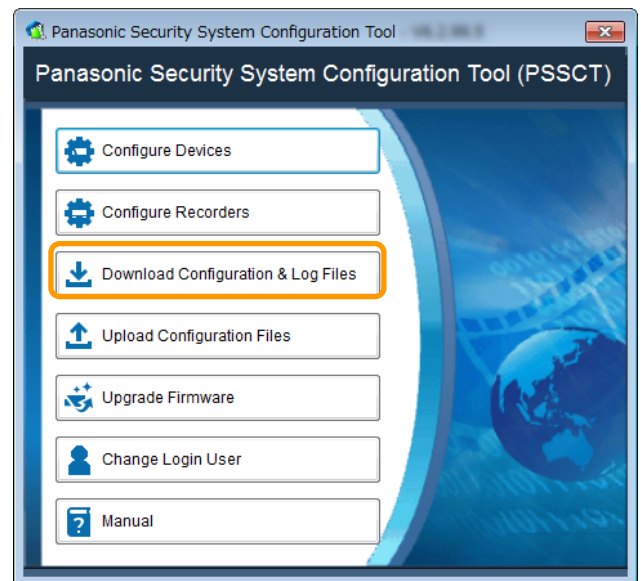 Panasonic Security System Configuration Tool
Panasonic Security System Configuration Tool (PSSCT)
Configure Devices
Configure Recorders
Download Configuration & Log Files
Upload Configuration Files
Upgrade Firmware
Change Login User
Manual